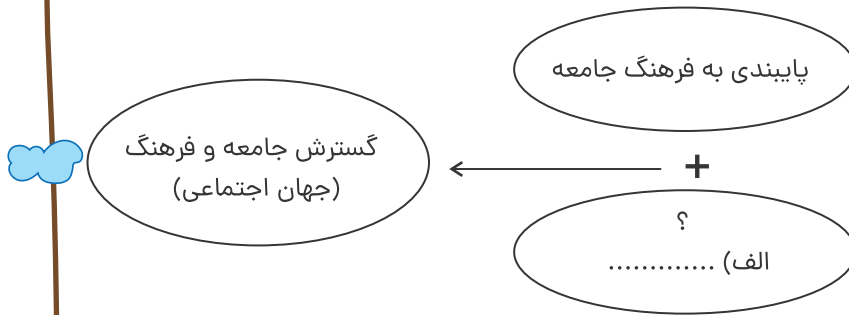 پایبندی به فرهنگ جامعه
+
گسترش جامعه و فرهنگ
(جهان اجتماعی)
؟
الف) .............